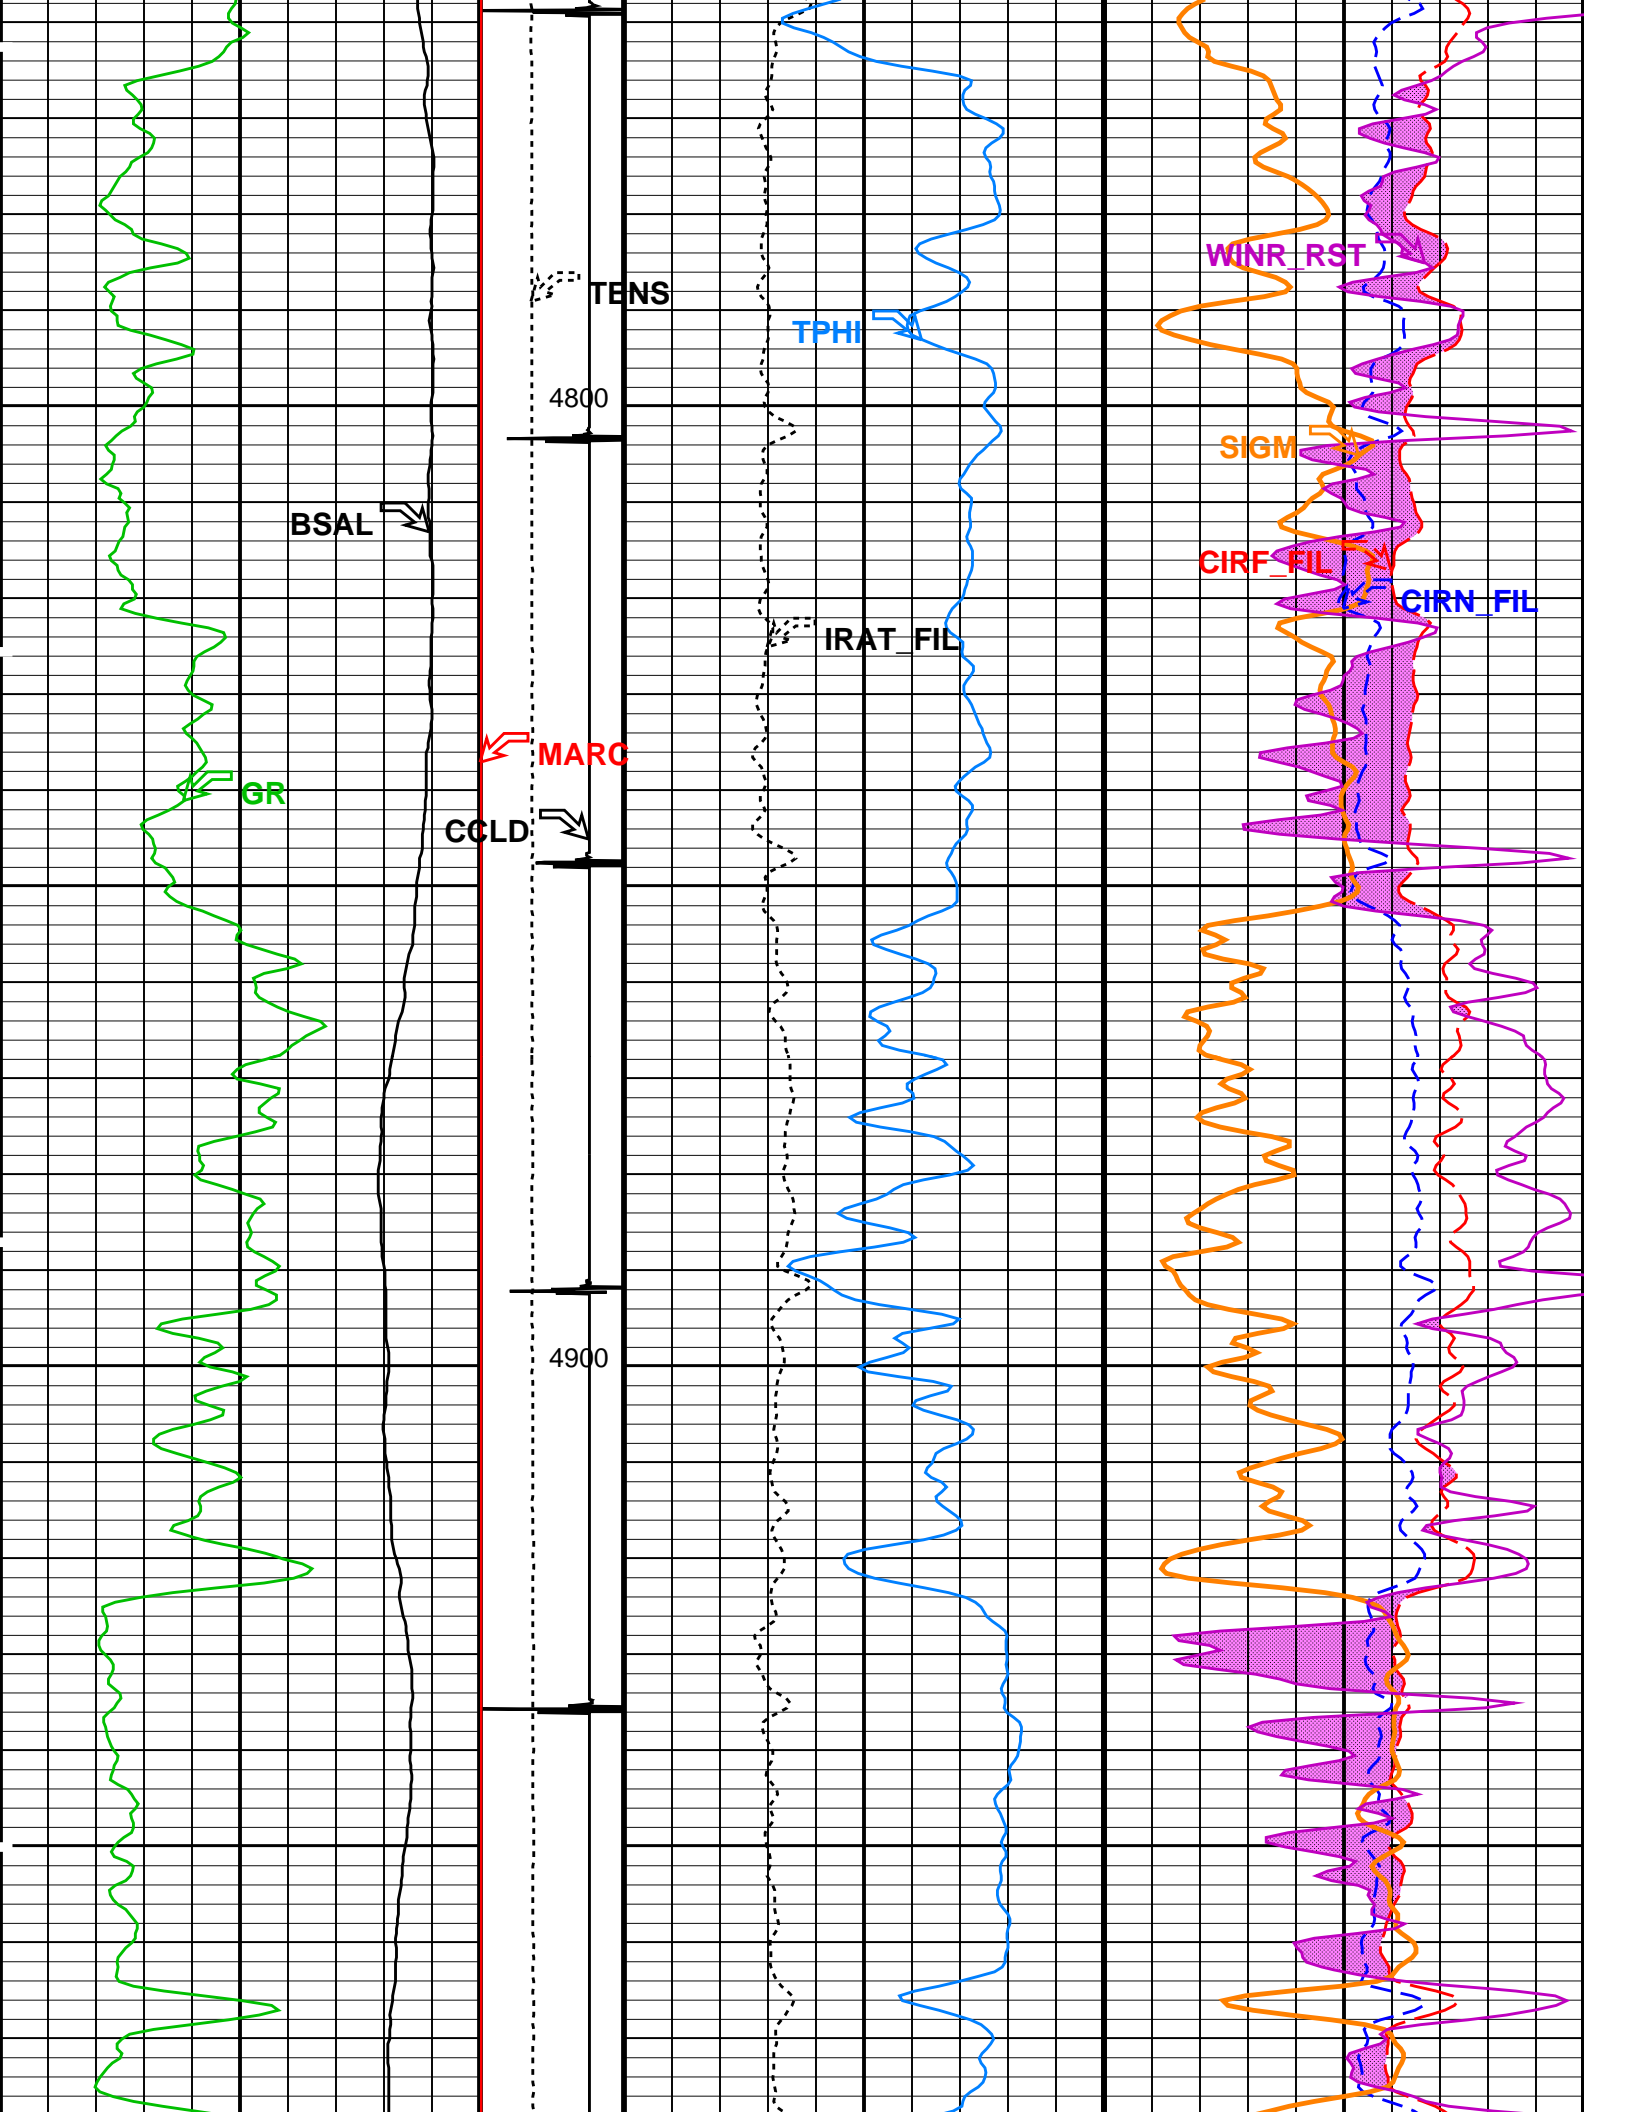 WINR_RST
TENS
TPHI
4800
SIGM
BSAL
CIRF_FIL
CIRN_FIL
IRAT_FIL
MARC
GR
CCLD
4900